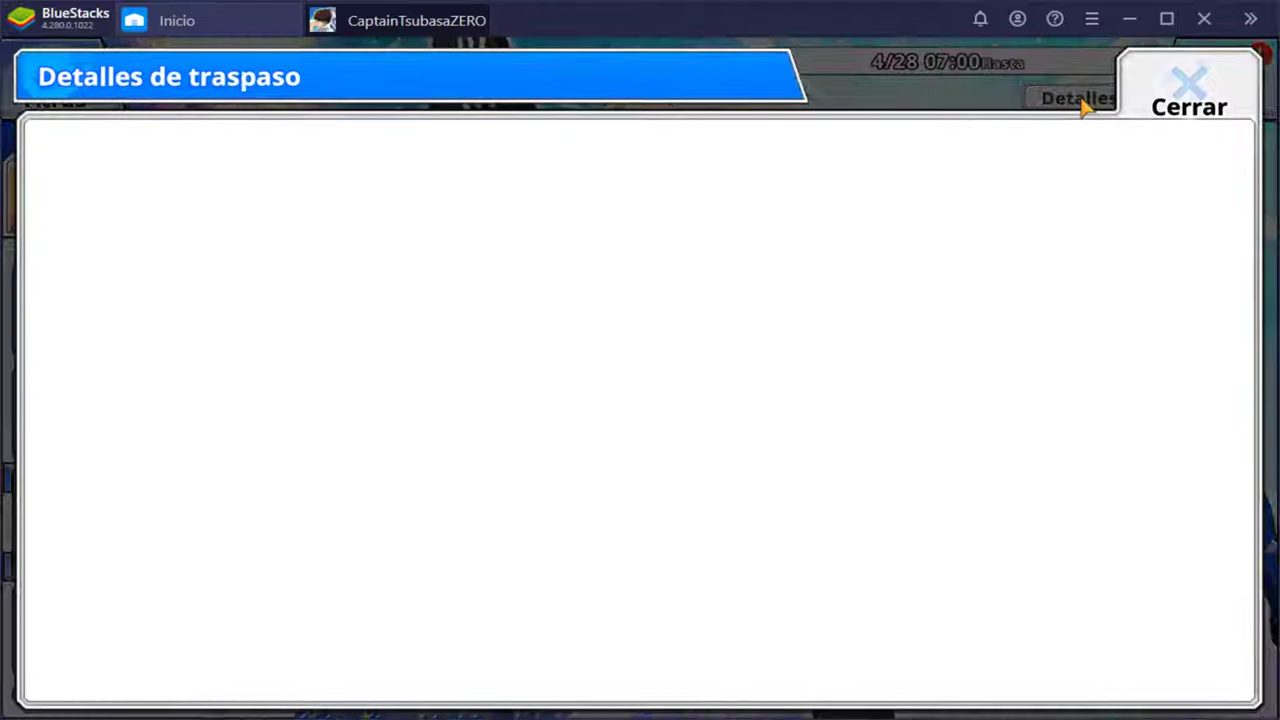 BlueStacks
4.280.0.1022
Inicio
CaptainTsubasaZERO
Detalles de traspaso
4/28 07:00 Hasta
Detalles
Cerrar